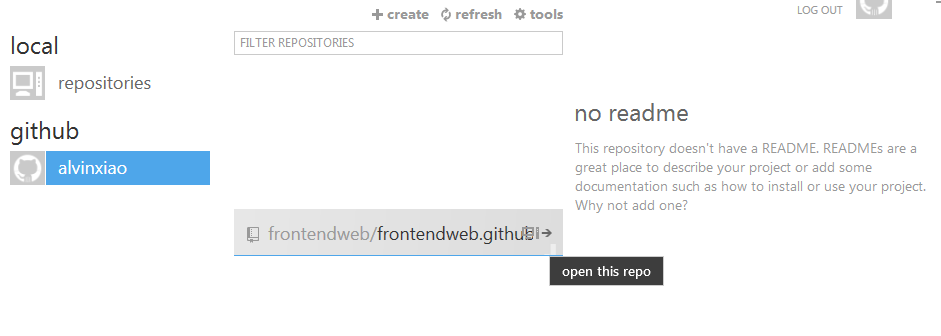 create refresh tools
LOG OUT
local
FILTER REPOSITORIES
repositories
github
alvinxiao
no readme
This repository doesn't have a README. READMEs are a
great place to describe your project or add some
documentation such as how to install or use your project.
Why not add one?
frontendweb/frontendweb.github
open this repo